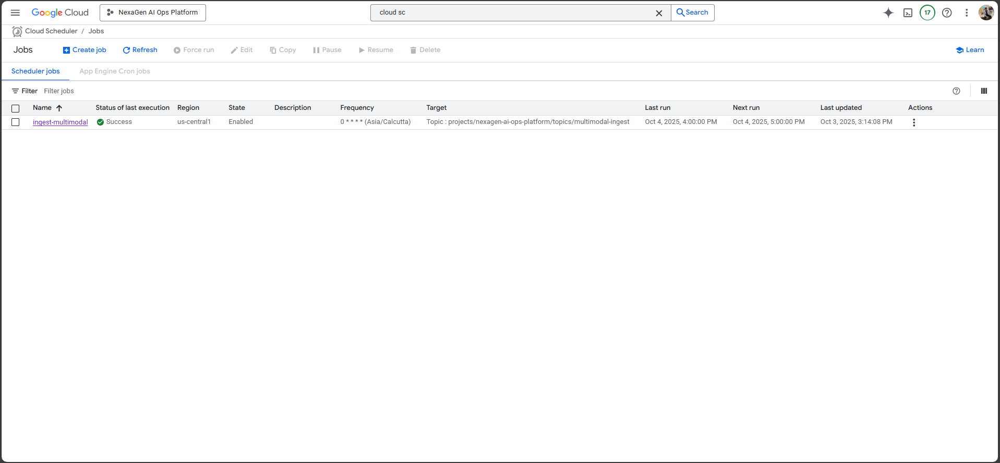 Google Cloud NexaGen AI Ops Platform cloud sc Search 17
Cloud Scheduler / Jobs
Jobs Create job Refresh Force run Edit Copy Pause Resume Delete Learn
Scheduler jobs App Engine Cron jobs
Filter Filter jobs
Name Status of last execution Region State Description Frequency Target Last run Next run Last updated Actions
ingest-multimodal Success us-central1 Enabled 0 * * * * (Asia/Calcutta) Topic : projects/nexagen-ai-ops-platform/topics/multimodal-ingest Oct 4, 2025, 4:00:00 PM Oct 4, 2025, 5:00:00 PM Oct 3, 2025, 3:14:08 PM